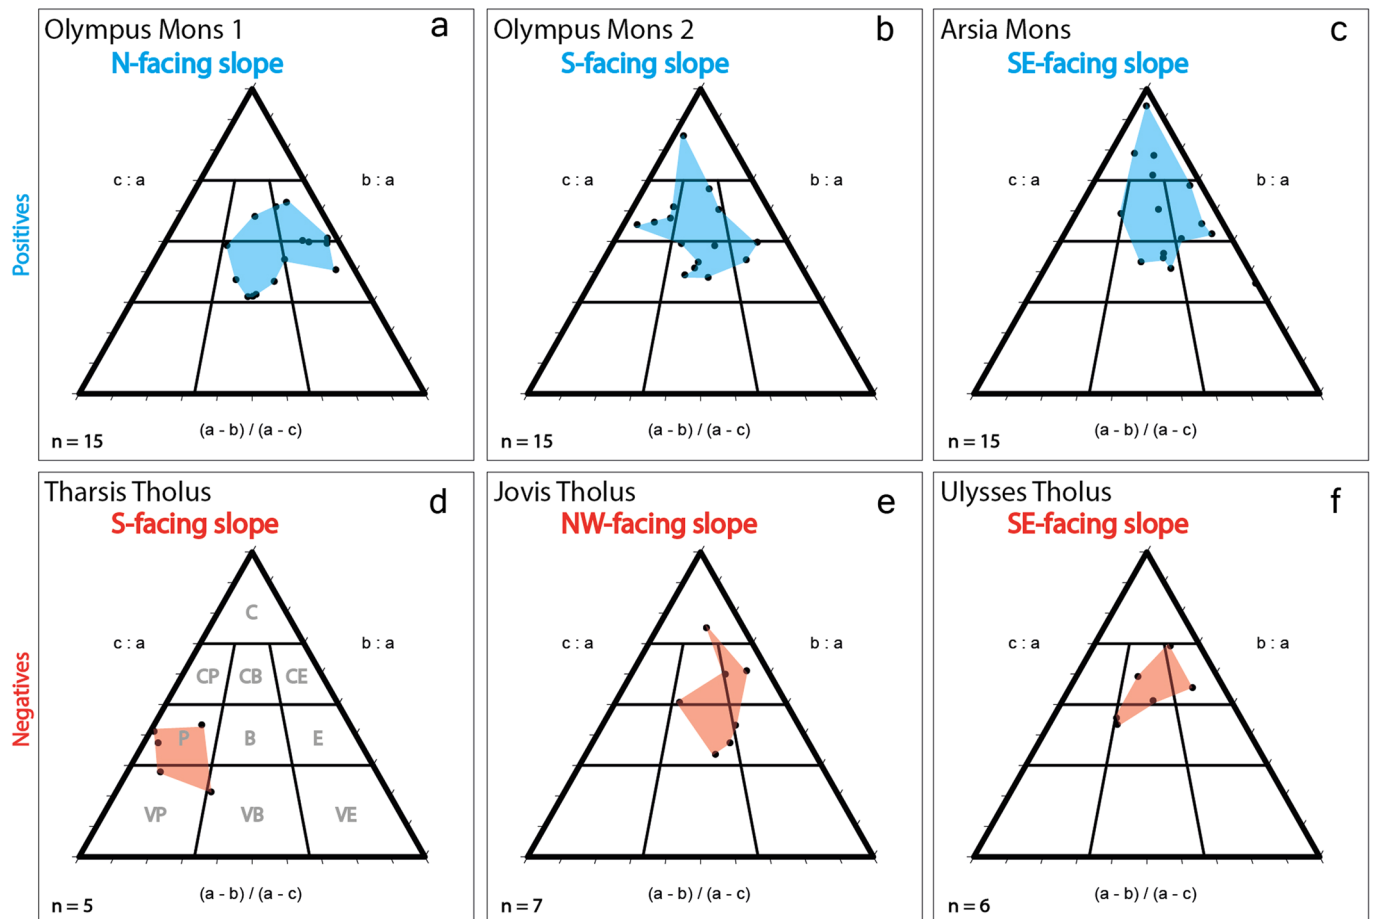 Positives
Olympus Mons 1
a
N-facing slope
c : a
b : a
(a - b) / (a - c)
n = 15
Olympus Mons 2
b
S-facing slope
c : a
b : a
(a - b) / (a - c)
n = 15
Arsia Mons
c
SE-facing slope
c : a
b : a
(a - b) / (a - c)
n = 15
Negatives
Tharsis Tholus
d
S-facing slope
C
c : a
b : a
CP CB CE
P B E
VP VB VE
(a - b) / (a - c)
n = 5
Jovis Tholus
e
NW-facing slope
c : a
b : a
(a - b) / (a - c)
n = 7
Ulysses Tholus
f
SE-facing slope
c : a
b : a
(a - b) / (a - c)
n = 6